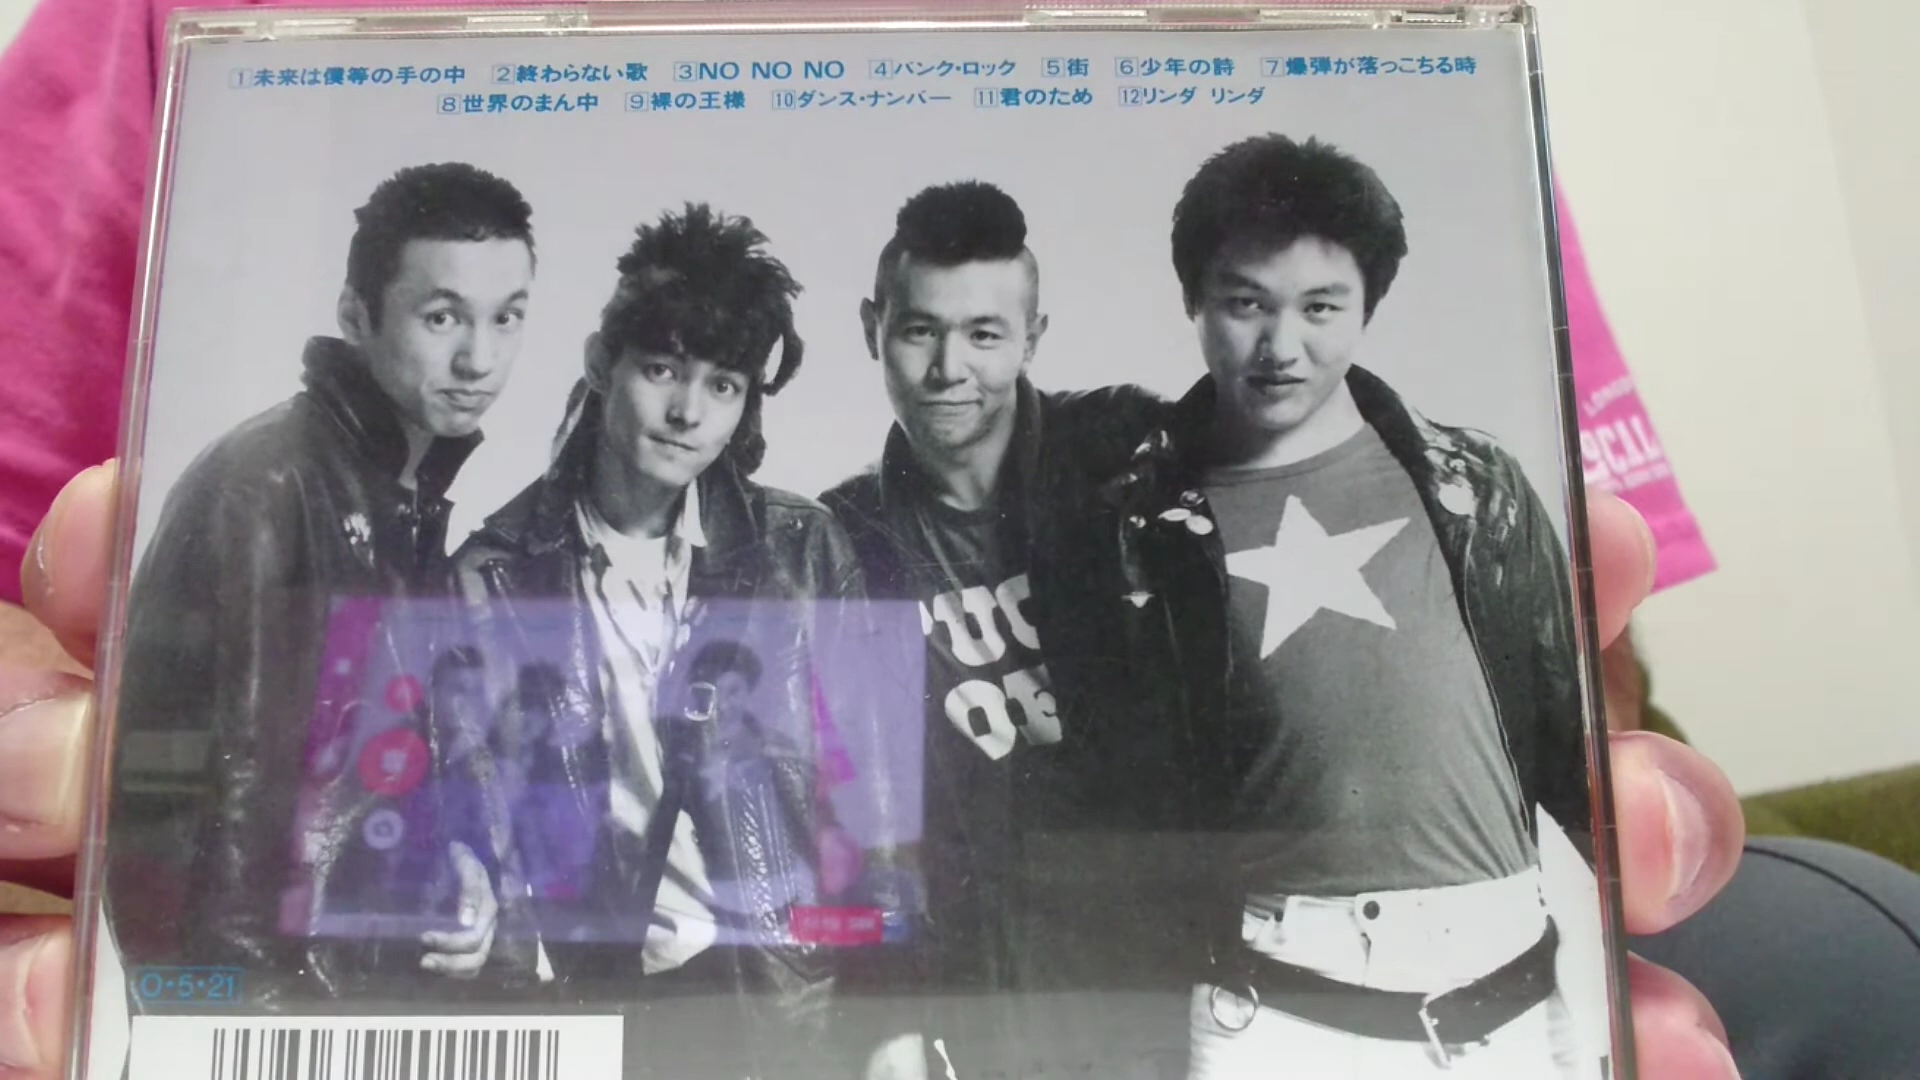 1未来は僕等の手の中 2終わらない歌 3NO NO NO 4パンク・ロック 5街 6少年の詩 7爆弾が落っこちる時
8世界のまん中 9裸の王様 10ダンス・ナンバー 11君のため 12リンダ リンダ
O・5・21